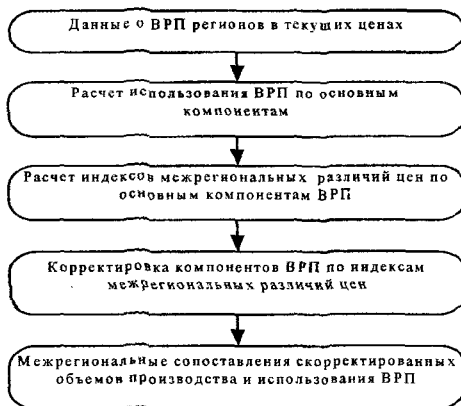 Данные о ВРП регионов в текущих ценах
Расчет использования ВРП по основным
компонентам
Расчет индексов межрегиональных различий цен по
основным компонентам ВРП
Корректировка компонентов ВРП по индексам
межрегиональных различий цен
Межрегиональные сопоставления скорректированных
объемов производства и использования ВРП